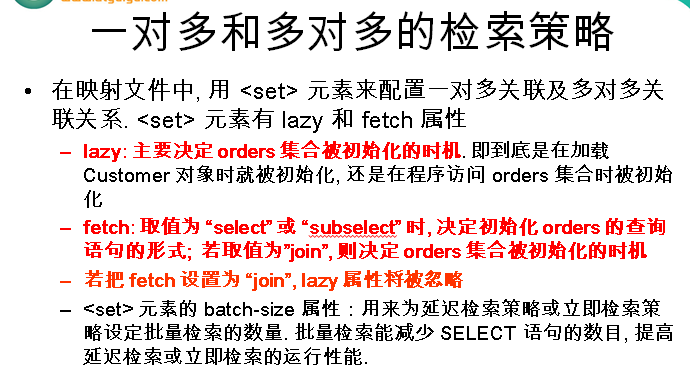 一对多和多对多的检索策略
• 在映射文件中, 用 <set> 元素来配置一对多关联及多对多关
联关系. <set> 元素有 lazy 和 fetch 属性
– lazy: 主要决定 orders 集合被初始化的时机. 即到底是在加载
Customer 对象时就被初始化, 还是在程序访问 orders 集合时被初始
化
– fetch: 取值为 “select” 或 “subselect” 时, 决定初始化 orders 的查询
语句的形式; 若取值为”join”, 则决定 orders 集合被初始化的时机
– 若把 fetch 设置为 “join”, lazy 属性将被忽略
– <set> 元素的 batch-size 属性：用来为延迟检索策略或立即检索策
略设定批量检索的数量. 批量检索能减少 SELECT 语句的数目, 提高
延迟检索或立即检索的运行性能.